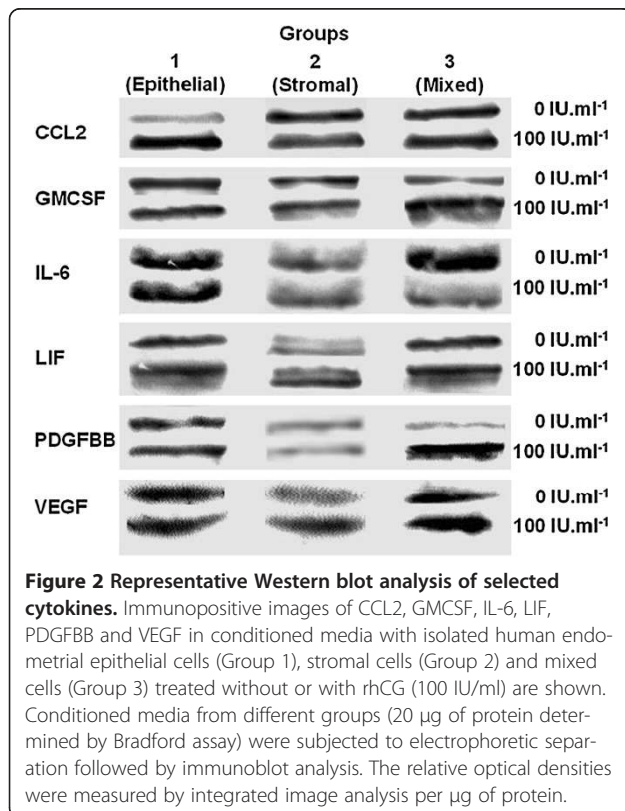 Groups
1 2 3
(Epithelial) (Stromal) (Mixed)
CCL2
0 IU.ml-1
100 IU.ml-1
GMCSF
0 IU.ml-1
100 IU.ml-1
IL-6
0 IU.ml-1
100 IU.ml-1
LIF
0 IU.ml-1
100 IU.ml-1
PDGFBB
0 IU.ml-1
100 IU.ml-1
VEGF
0 IU.ml-1
100 IU.ml-1
Figure 2 Representative Western blot analysis of selected
cytokines. Immunopositive images of CCL2, GMCSF, IL-6, LIF,
PDGFBB and VEGF in conditioned media with isolated human endo-
metrial epithelial cells (Group 1), stromal cells (Group 2) and mixed
cells (Group 3) treated without or with rhCG (100 IU/ml) are shown.
Conditioned media from different groups (20 μg of protein deter-
mined by Bradford assay) were subjected to electrophoretic separ-
ation followed by immunoblot analysis. The relative optical densities
were measured by integrated image analysis per μg of protein.